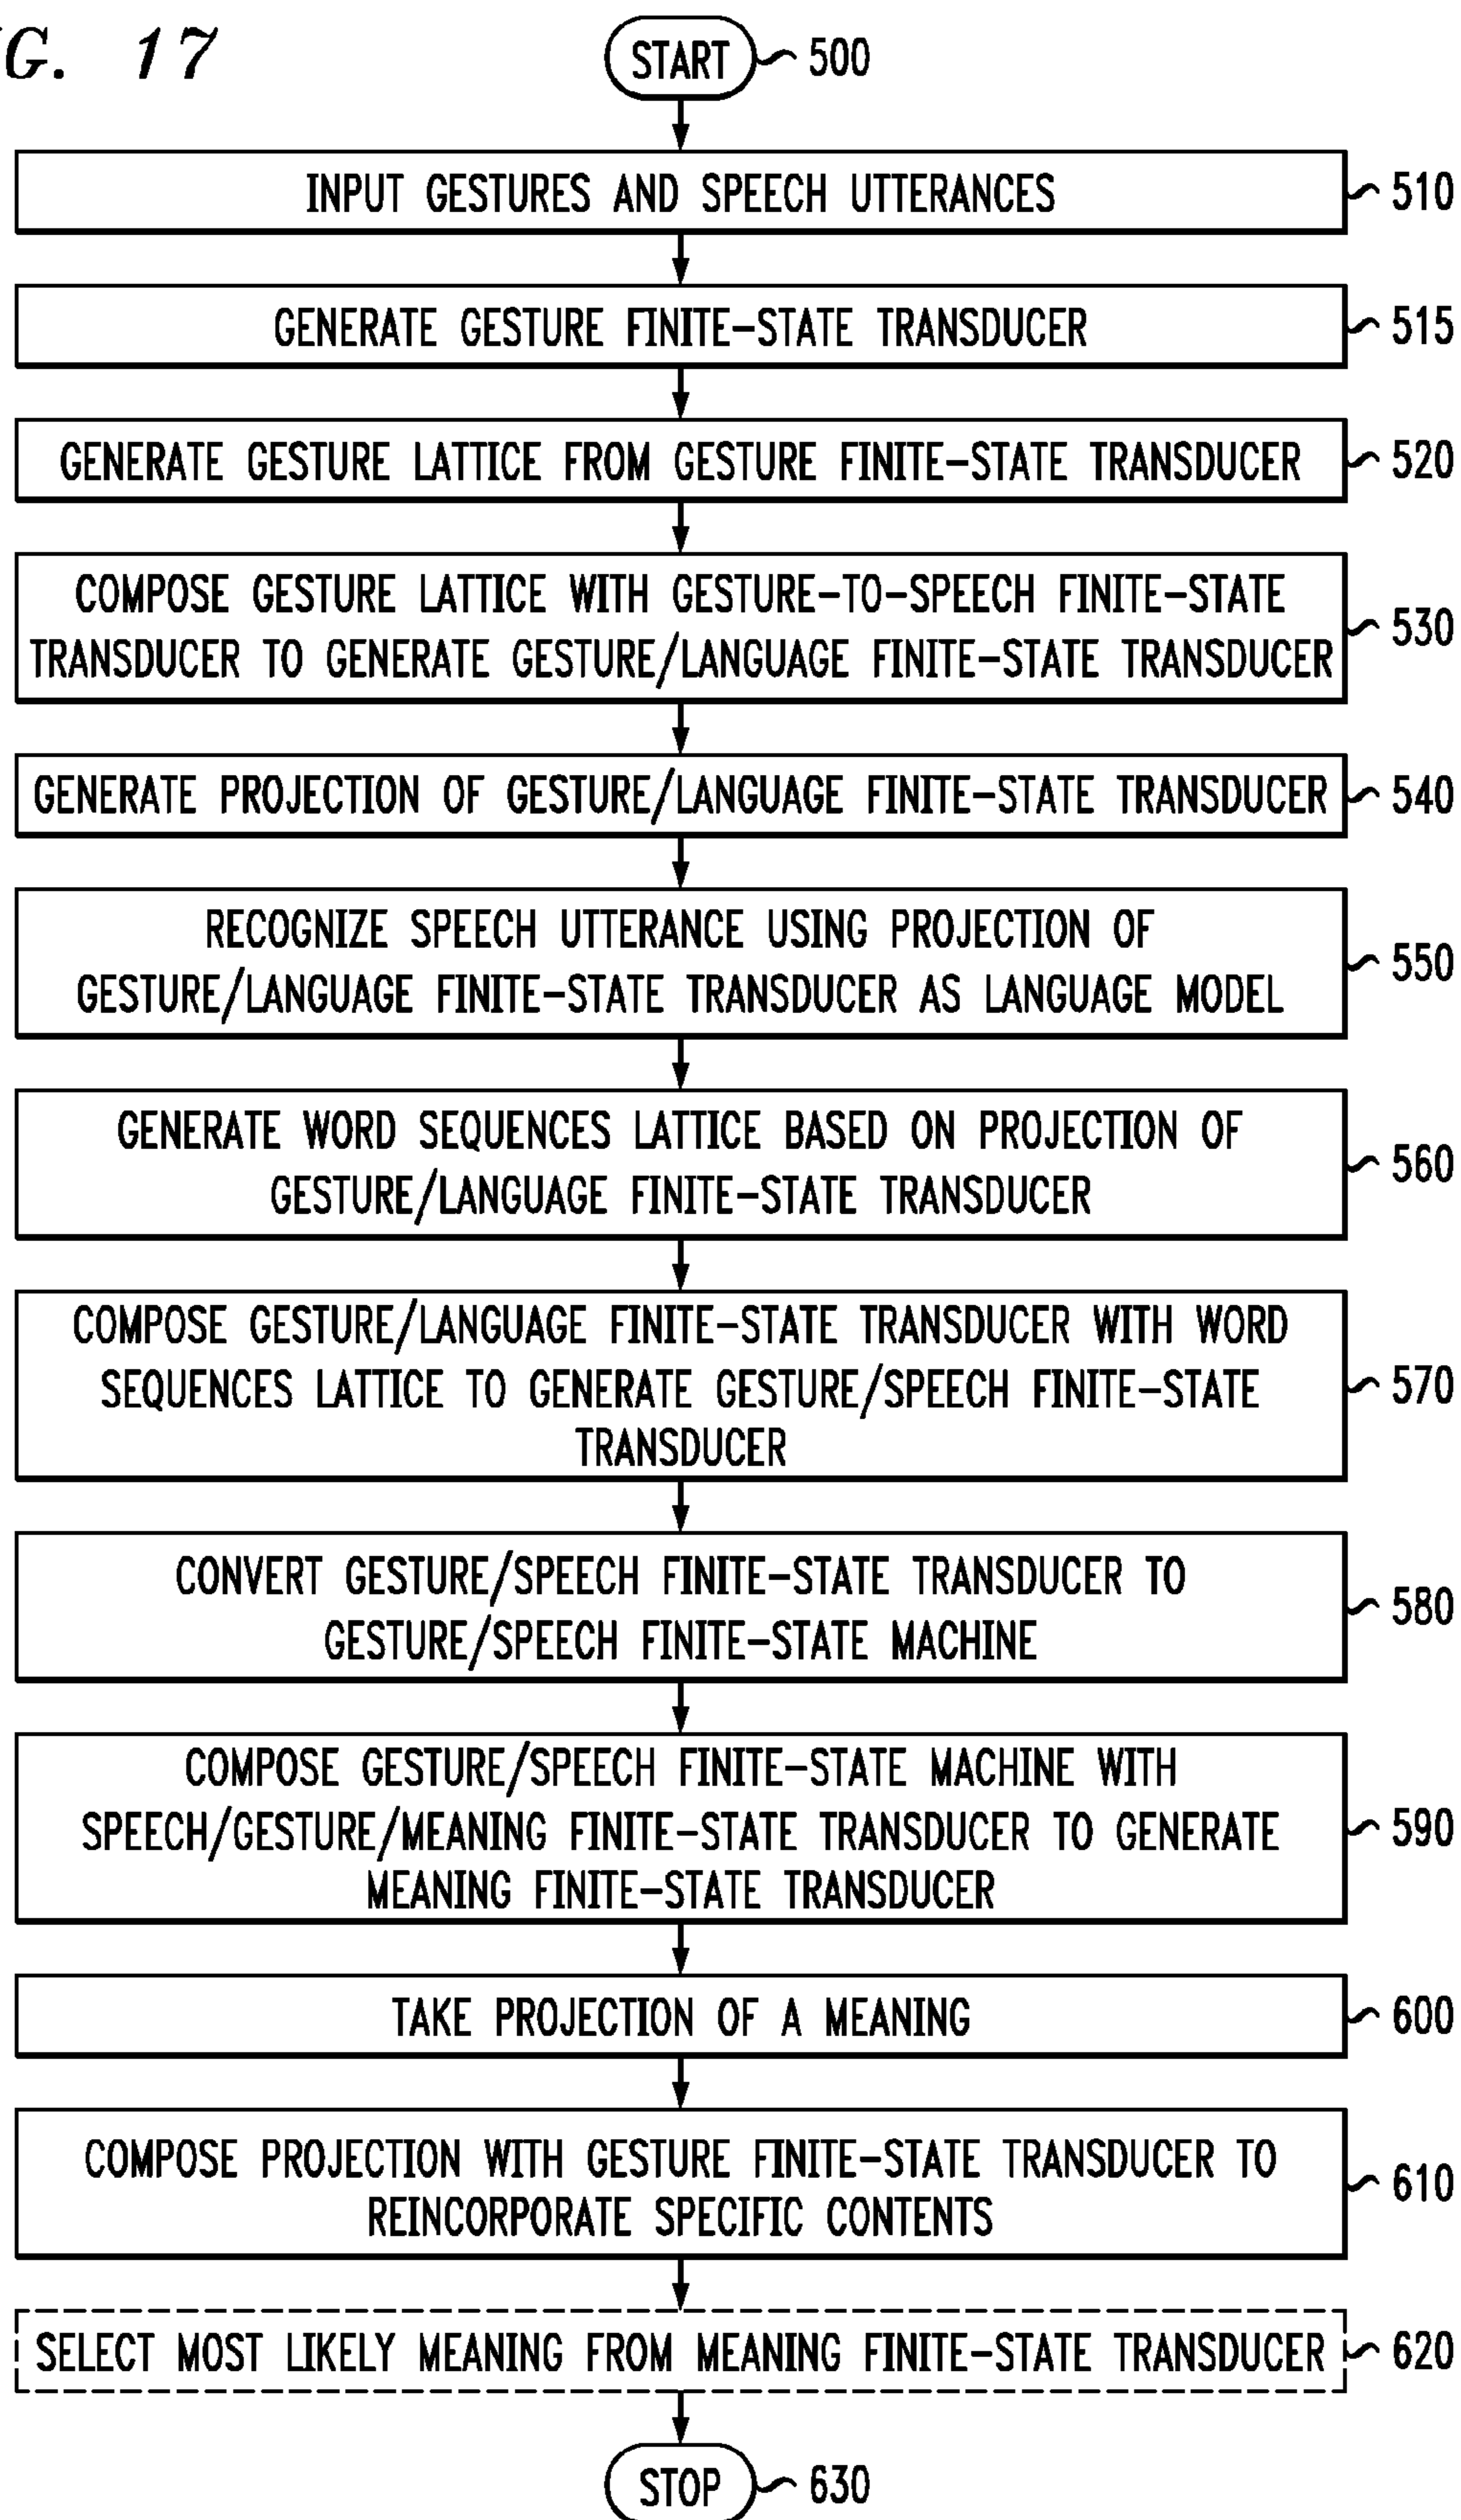 G. 17
START 500
INPUT GESTURES AND SPEECH UTTERANCES 510
GENERATE GESTURE FINITE-STATE TRANSDUCER 515
GENERATE GESTURE LATTICE FROM GESTURE FINITE-STATE TRANSDUCER 520
COMPOSE GESTURE LATTICE WITH GESTURE-TO-SPEECH FINITE-STATE
TRANSDUCER TO GENERATE GESTURE/LANGUAGE FINITE-STATE TRANSDUCER
530
GENERATE PROJECTION OF GESTURE/LANGUAGE FINITE-STATE TRANSDUCER 540
RECOGNIZE SPEECH UTTERANCE USING PROJECTION OF
GESTURE/LANGUAGE FINITE-STATE TRANSDUCER AS LANGUAGE MODEL
550
GENERATE WORD SEQUENCES LATTICE BASED ON PROJECTION OF
GESTURE/LANGUAGE FINITE-STATE TRANSDUCER
560
COMPOSE GESTURE/LANGUAGE FINITE-STATE TRANSDUCER WITH WORD
SEQUENCES LATTICE TO GENERATE GESTURE/SPEECH FINITE-STATE
TRANSDUCER
570
CONVERT GESTURE/SPEECH FINITE-STATE TRANSDUCER TO
GESTURE/SPEECH FINITE-STATE MACHINE
580
COMPOSE GESTURE/SPEECH FINITE-STATE MACHINE WITH
SPEECH/GESTURE/MEANING FINITE-STATE TRANSDUCER TO GENERATE
MEANING FINITE-STATE TRANSDUCER
590
TAKE PROJECTION OF A MEANING 600
COMPOSE PROJECTION WITH GESTURE FINITE-STATE TRANSDUCER TO
REINCORPORATE SPECIFIC CONTENTS
610
SELECT MOST LIKELY MEANING FROM MEANING FINITE-STATE TRANSDUCER 620
STOP 630